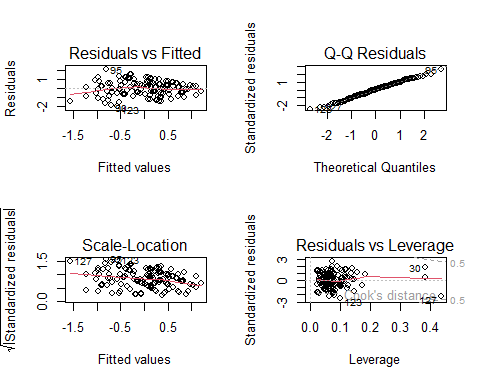 Residuals vs Fitted
Residuals
1
-2
95
123
-1.5
-0.5
0.5
Fitted values
Q-Q Residuals
Standardized residuals
1
-2
95
-2
-1
0
1
2
Theoretical Quantiles
Scale-Location
√|Standardized residuals|
1.5
0.0
127
-1.5
-0.5
0.5
Fitted values
Residuals vs Leverage
Standardized residuals
3
0
-3
30
127
123
Cook's distance
0.5
0.5
0.0
0.1
0.2
0.3
0.4
Leverage